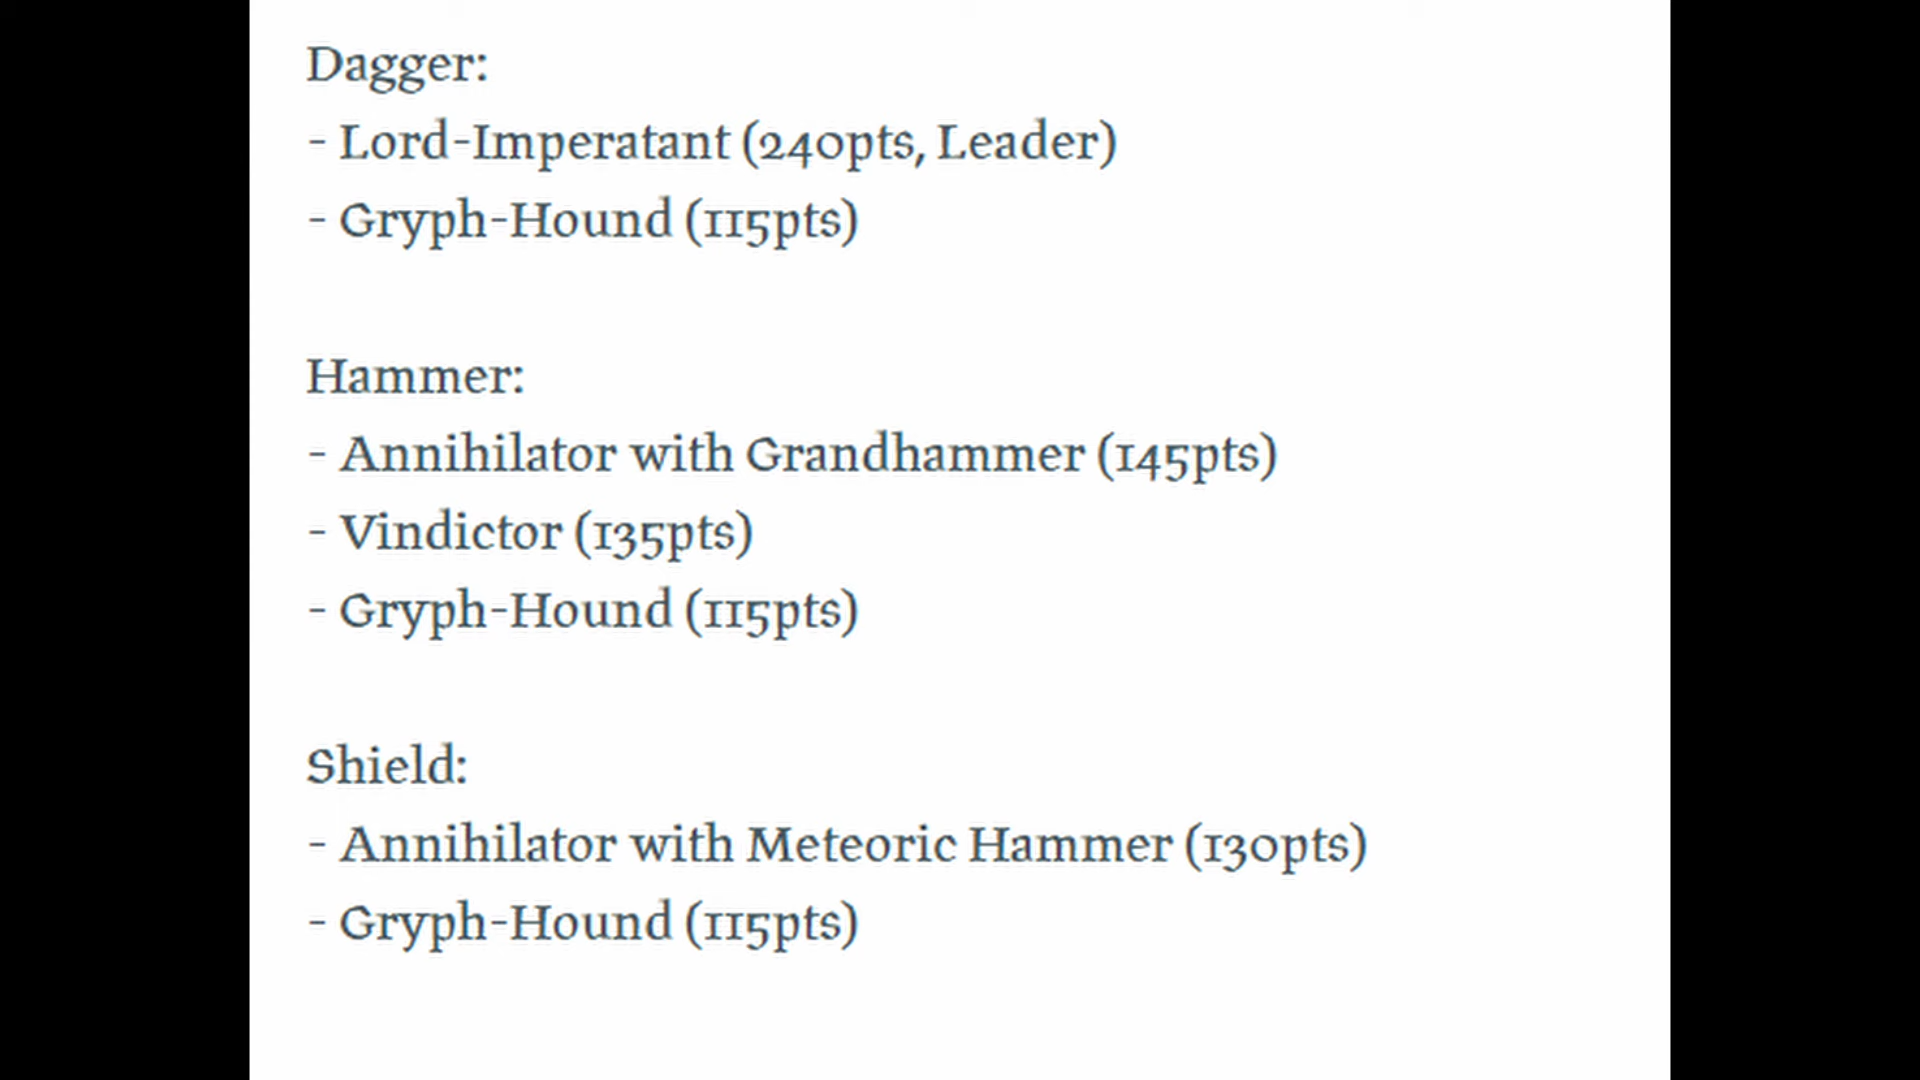 Dagger:
- Lord-Imperatant (240pts, Leader)
- Gryph-Hound (115pts)
Hammer:
- Annihilator with Grandhammer (145pts)
- Vindictor (135pts)
- Gryph-Hound (115pts)
Shield:
- Annihilator with Meteoric Hammer (130pts)
- Gryph-Hound (115pts)